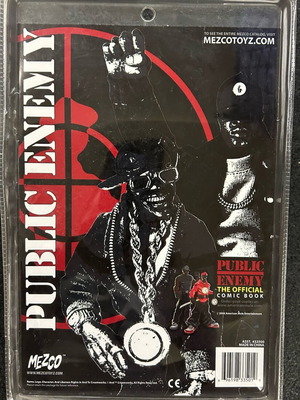 TO SEE THE ENTIRE MEZCO CATALOG VISIT
MEZCOTOYZ.COM
PUBLIC ENEMY
PUBLIC
ENEMY
THE OFFICIAL
COMIC BOOK
MEZCO
WWW.MEZCOTOYZ.COM
MADE IN CHINA
CE